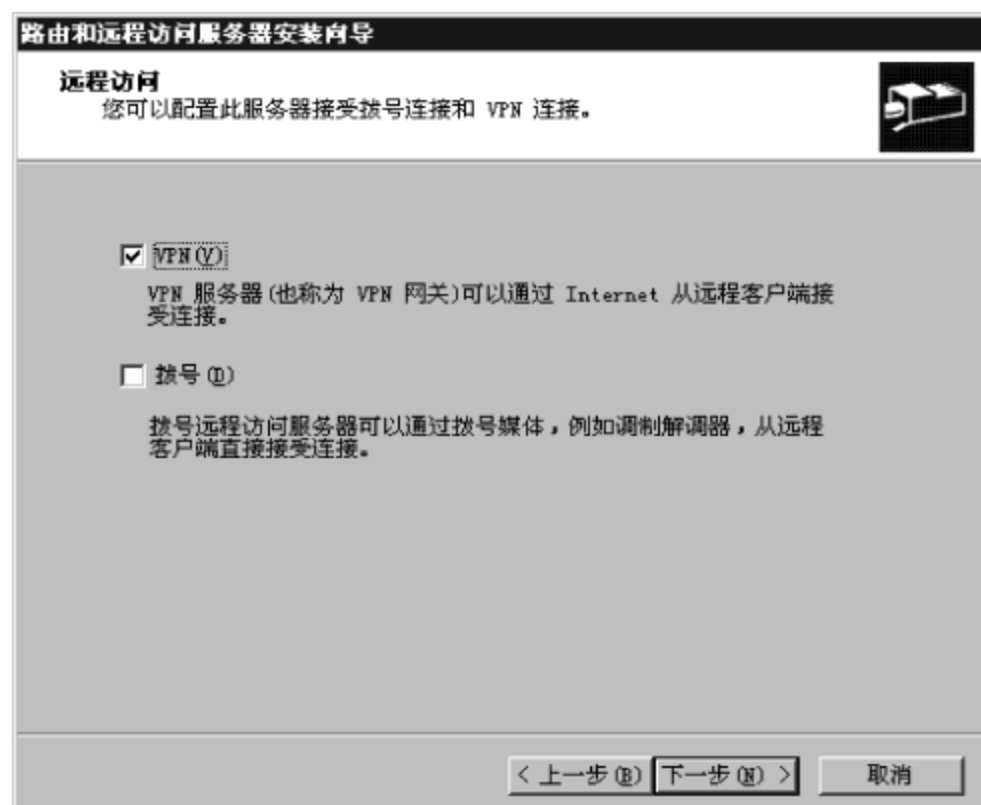 路由和远程访问服务器安装向导
远程访问
您可以配置此服务器接受拨号连接和 VPN 连接。
VPN(V)
VPN 服务器(也称为 VPN 网关)可以通过 Internet 从远程客户端接
受连接。
拨号(D)
拨号远程访问服务器可以通过拨号媒体，例如调制解调器，从远程
客户端直接接受连接。
< 上一步(B) 下一步(N) > 取消